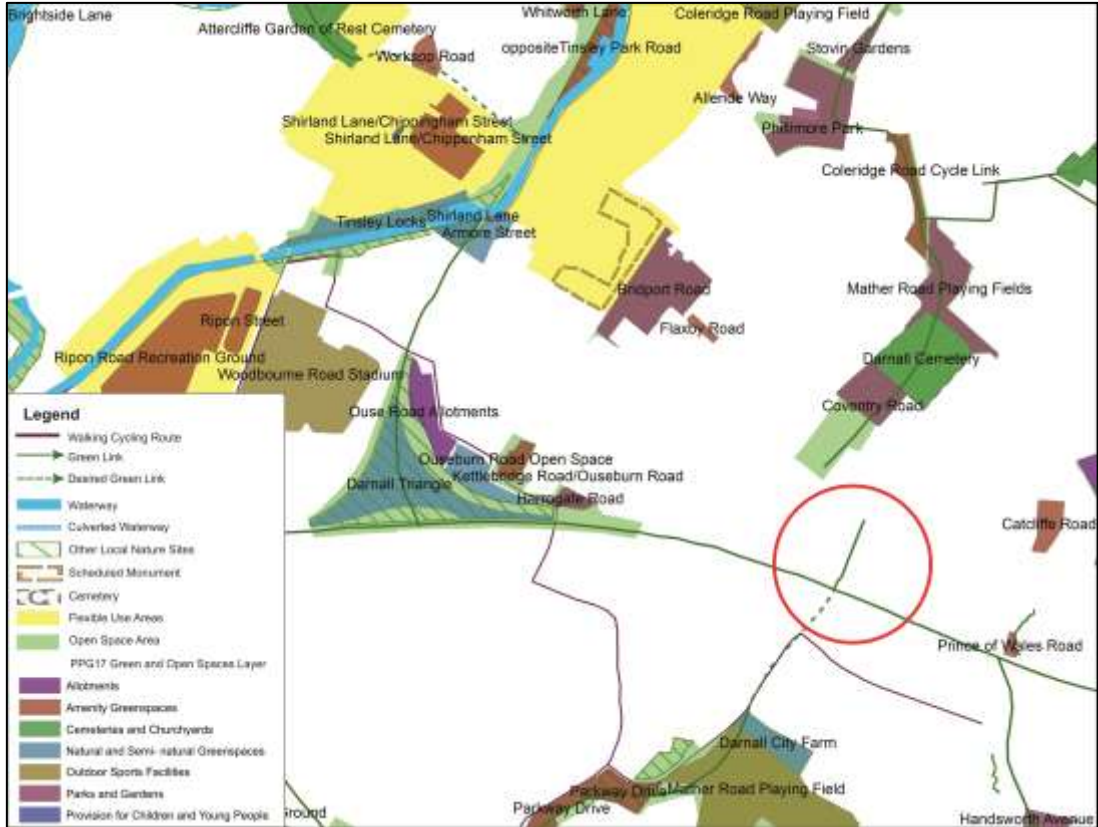 Brightside Lane
Whitworth Lane
Coleridge Road Playing Field
Attercliffe Garden of Rest Cemetery
oppositeTinsley Park Road
Stovin Gardens
Worksop Road
Allende Way
Shirland Lane/Chippingham Street
Shirland Lane/Chippenham Street
Phillimore Park
Coleridge Road Cycle Link
Tinsley Locks
Shirland Lane
Armore Street
Bridport Road
Mather Road Playing Fields
Ripon Street
Flaxby Road
Ripon Road Recreation Ground
Darnall Cemetery
Woodbourne Road Stadium
Coventry Road
Ouse Road Allotments
Ouseburn Road Open Space
Kettlebridge Road/Ouseburn Road
Darnall Triangle
Harrogate Road
Catcliffe Road
Prince of Wales Road
Darnall City Farm
Parkway Drive
Mather Road Playing Field
Parkway Drive
Handsworth Avenue
Legend
Walking Cycling Route
Green Link
Desired Green Link
Waterway
Culverted Waterway
Other Local Nature Sites
Scheduled Monument
Cemetery
Flexible Use Areas
Open Space Area
PPG17 Green and Open Spaces Layer
Allotments
Amenity Greenspaces
Cemeteries and Churchyards
Natural and Semi- natural Greenspaces
Outdoor Sports Facilities
Parks and Gardens
Provision for Children and Young People